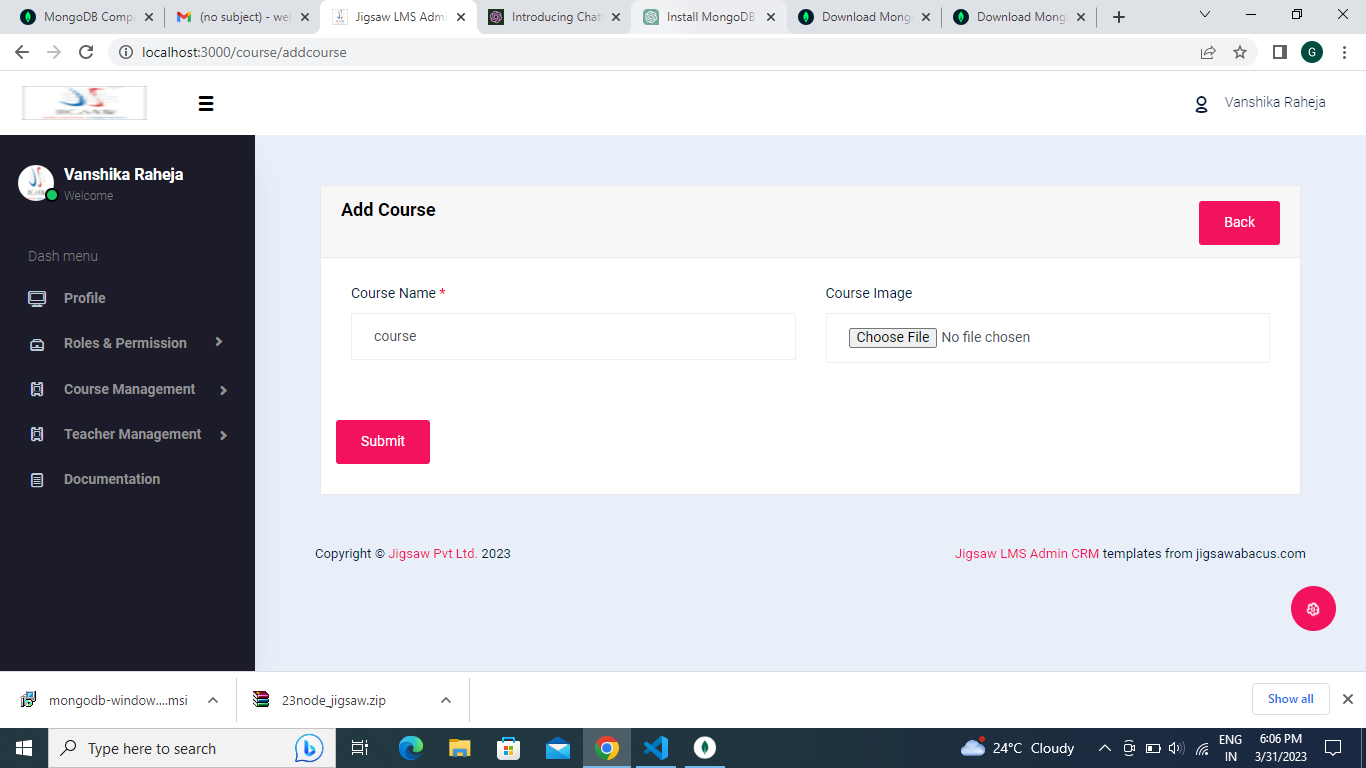 MongoDB Compa
(no subject) - wel
Jigsaw LMS Admi
Introducing Chat
Install MongoDB
Download Mong
Download Mong
localhost:3000/course/addcourse
G
Vanshika Raheja
Vanshika Raheja
Welcome
Dash menu
Profile
Roles & Permission
Course Management
Teacher Management
Documentation
Add Course
Back
Course Name *
Course Image
course
Choose File No file chosen
Submit
Copyright © Jigsaw Pvt Ltd. 2023
Jigsaw LMS Admin CRM templates from jigsawabacus.com
mongodb-window....msi
23node_jigsaw.zip
Show all
Type here to search
24°C Cloudy
ENG
IN
6:06 PM
3/31/2023